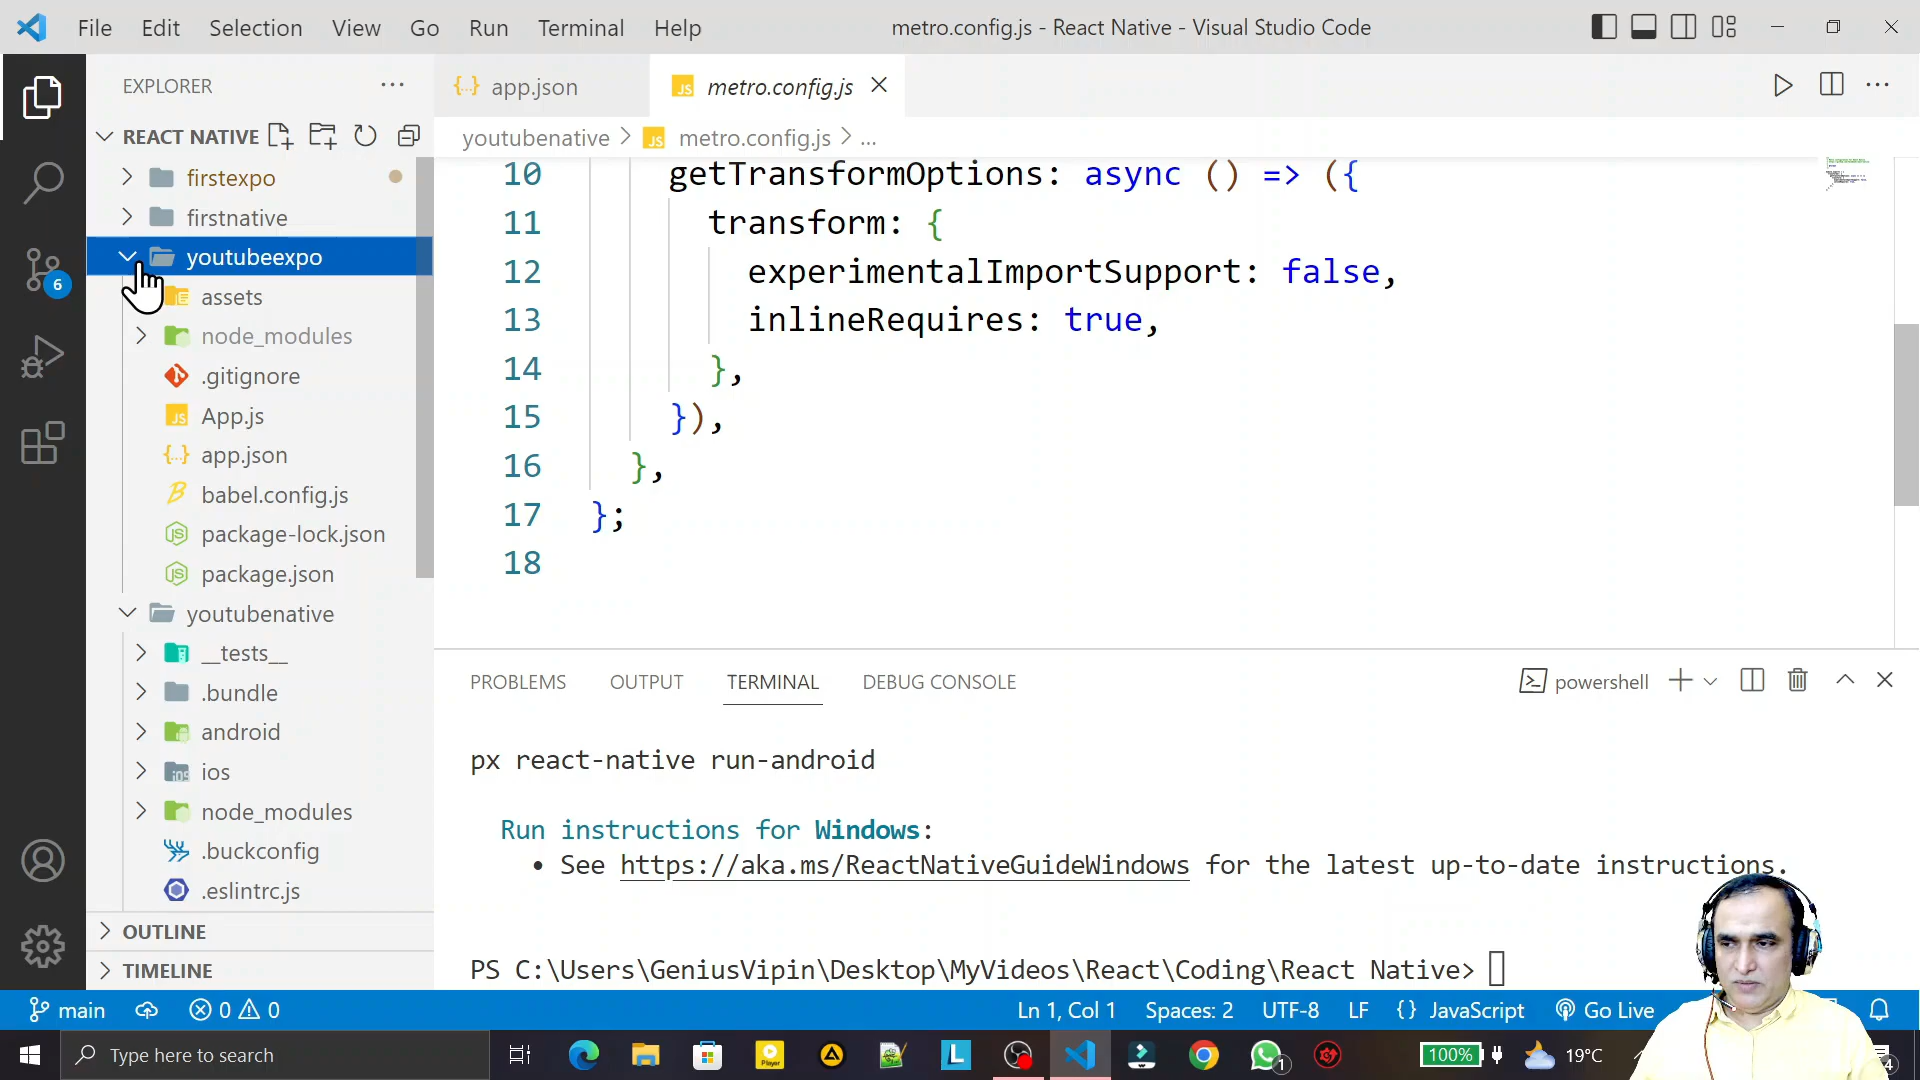 File Edit Selection View Go Run Terminal Help
metro.config.js - React Native - Visual Studio Code
EXPLORER
REACT NATIVE
firstexpo
firstnative
youtubeexpo
assets
node_modules
.gitignore
App.js
app.json
babel.config.js
package-lock.json
package.json
youtubenative
__tests__
.bundle
android
ios
node_modules
.buckconfig
.eslintrc.js
OUTLINE
TIMELINE
6
app.json
metro.config.js
youtubenative > metro.config.js > ...
10 getTransformOptions: async () => ({
11 transform: {
12 experimentalImportSupport: false,
13 inlineRequires: true,
14 },
15 }),
16 },
17 };
18
PROBLEMS OUTPUT TERMINAL DEBUG CONSOLE
powershell
px react-native run-android
Run instructions for Windows:
• See https://aka.ms/ReactNativeGuideWindows for the latest up-to-date instructions.
PS C:\Users\GeniusVipin\Desktop\MyVideos\React\Coding\React Native>
main 0 0
Ln 1, Col 1 Spaces: 2 UTF-8 LF {} JavaScript Go Live
Type here to search
Player
L
1
100%
19°C
4